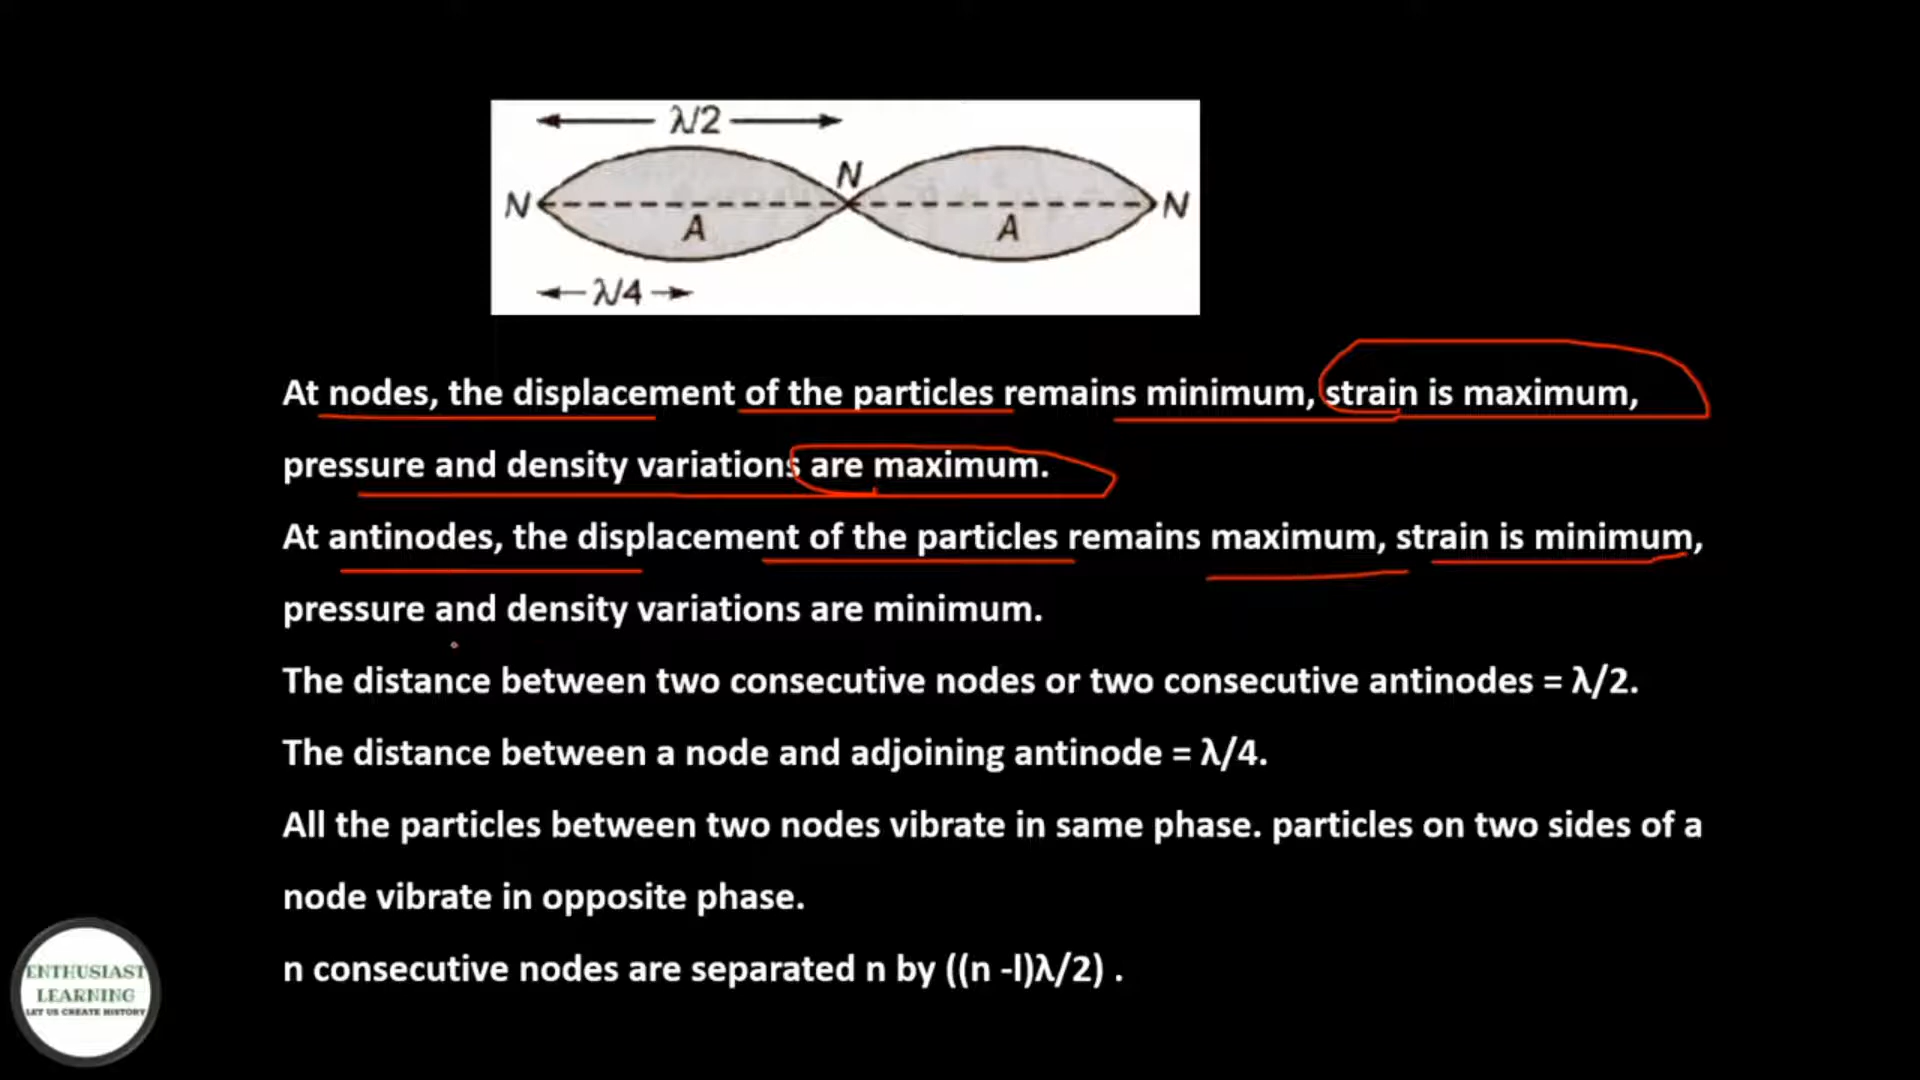 λ/2
N
N
N
A
A
λ/4
At nodes, the displacement of the particles remains minimum, strain is maximum,
pressure and density variations are maximum.
At antinodes, the displacement of the particles remains maximum, strain is minimum,
pressure and density variations are minimum.
The distance between two consecutive nodes or two consecutive antinodes = λ/2.
The distance between a node and adjoining antinode = λ/4.
All the particles between two nodes vibrate in same phase. particles on two sides of a
node vibrate in opposite phase.
n consecutive nodes are separated n by ((n -l)λ/2) .
ENTHUSIAST
LEARNING
LET US CREATE HISTORY